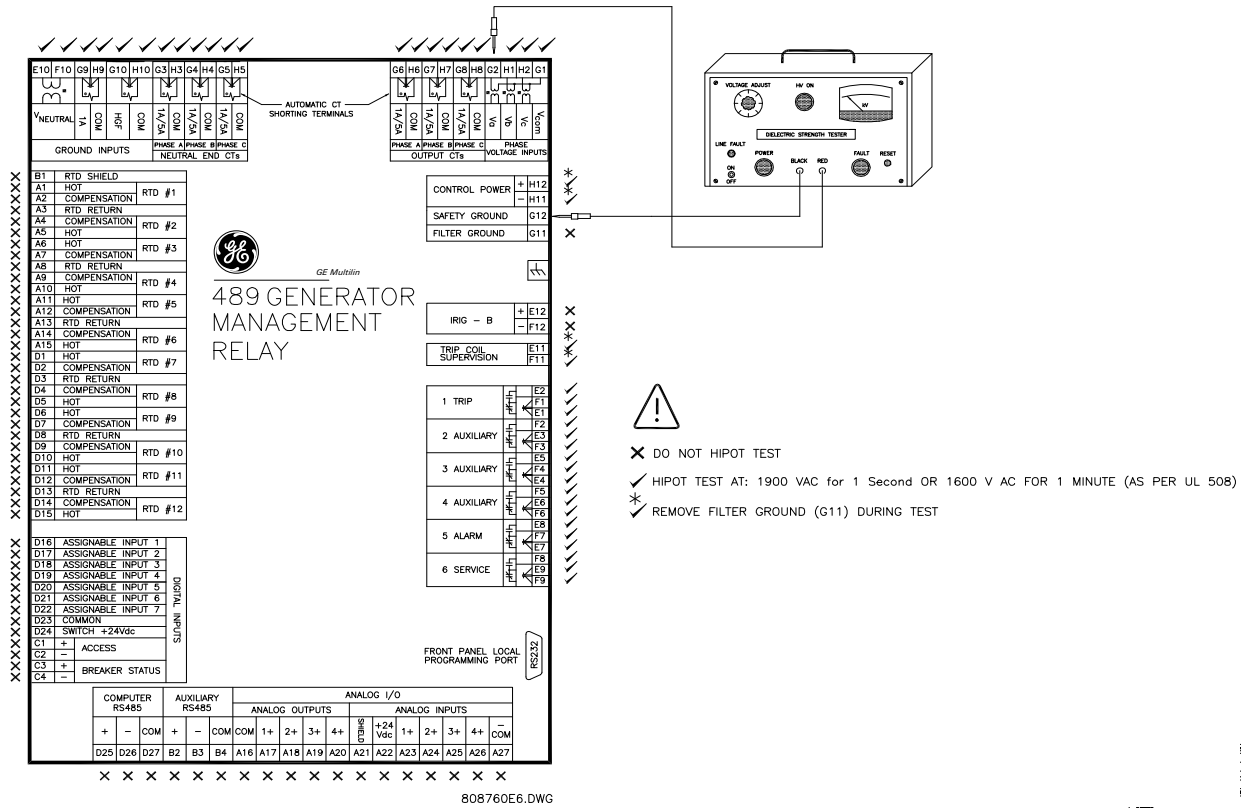 E10 F10 G9 H9 G10 H10 G3 H3 G4 H4 G5 H5
G6 H6 G7 H7 G8 H8 G2 H1 H2 G1
VNEUTRAL 1A COM HGF COM 1A/5A COM 1A/5A COM 1A/5A COM
AUTOMATIC CT
SHORTING TERMINALS
1A/5A COM 1A/5A COM 1A/5A COM Va Vb Vc Vcom
GROUND INPUTS
PHASE A PHASE B PHASE C
NEUTRAL END CTs
PHASE A PHASE B PHASE C
OUTPUT CTs
PHASE
VOLTAGE INPUTS
VOLTAGE ADJUST
HV ON
kV
DIELECTRIC STRENGTH TESTER
LINE FAULT
ON
OFF
POWER
BLACK
RED
FAULT
RESET
B1 RTD SHIELD
A1 HOT
RTD #1
A2 COMPENSATION
A3 RTD RETURN
A4 COMPENSATION
RTD #2
A5 HOT
A6 HOT
RTD #3
A7 COMPENSATION
A8 RTD RETURN
A9 COMPENSATION
RTD #4
A10 HOT
A11 HOT
RTD #5
A12 COMPENSATION
A13 RTD RETURN
A14 COMPENSATION
RTD #6
A15 HOT
D1 HOT
RTD #7
D2 COMPENSATION
D3 RTD RETURN
D4 COMPENSATION
RTD #8
D5 HOT
D6 HOT
RTD #9
D7 COMPENSATION
D8 RTD RETURN
D9 COMPENSATION
RTD #10
D10 HOT
D11 HOT
RTD #11
D12 COMPENSATION
D13 RTD RETURN
D14 COMPENSATION
RTD #12
D15 HOT
D16 ASSIGNABLE INPUT 1
D17 ASSIGNABLE INPUT 2
D18 ASSIGNABLE INPUT 3
D19 ASSIGNABLE INPUT 4
D20 ASSIGNABLE INPUT 5
D21 ASSIGNABLE INPUT 6
D22 ASSIGNABLE INPUT 7
D23 COMMON
D24 SWITCH +24Vdc
C1 +
ACCESS
C2 −
C3 +
BREAKER STATUS
C4 −
DIGITAL INPUTS
GE
GE Multilin
489 GENERATOR
MANAGEMENT
RELAY
CONTROL POWER
+ H12
− H11
SAFETY GROUND G12
FILTER GROUND G11
IRIG − B
+ E12
− F12
TRIP COIL
SUPERVISION
E11
F11
1 TRIP
E2
F1
E1
2 AUXILIARY
F2
E3
F3
3 AUXILIARY
E5
F4
E4
4 AUXILIARY
F5
E6
F6
5 ALARM
E8
F7
E7
6 SERVICE
F8
E9
F9
FRONT PANEL LOCAL
PROGRAMMING PORT
RS232
!
DO NOT HIPOT TEST
HIPOT TEST AT: 1900 VAC for 1 Second OR 1600 V AC FOR 1 MINUTE (AS PER UL 508)
REMOVE FILTER GROUND (G11) DURING TEST
COMPUTER
RS485
AUXILIARY
RS485
ANALOG I/O
ANALOG OUTPUTS
ANALOG INPUTS
+ − COM + − COM COM 1+ 2+ 3+ 4+ SHIELD +24 Vdc 1+ 2+ 3+ 4+ − COM
D25 D26 D27 B2 B3 B4 A16 A17 A18 A19 A20 A21 A22 A23 A24 A25 A26 A27
808760E6.DWG